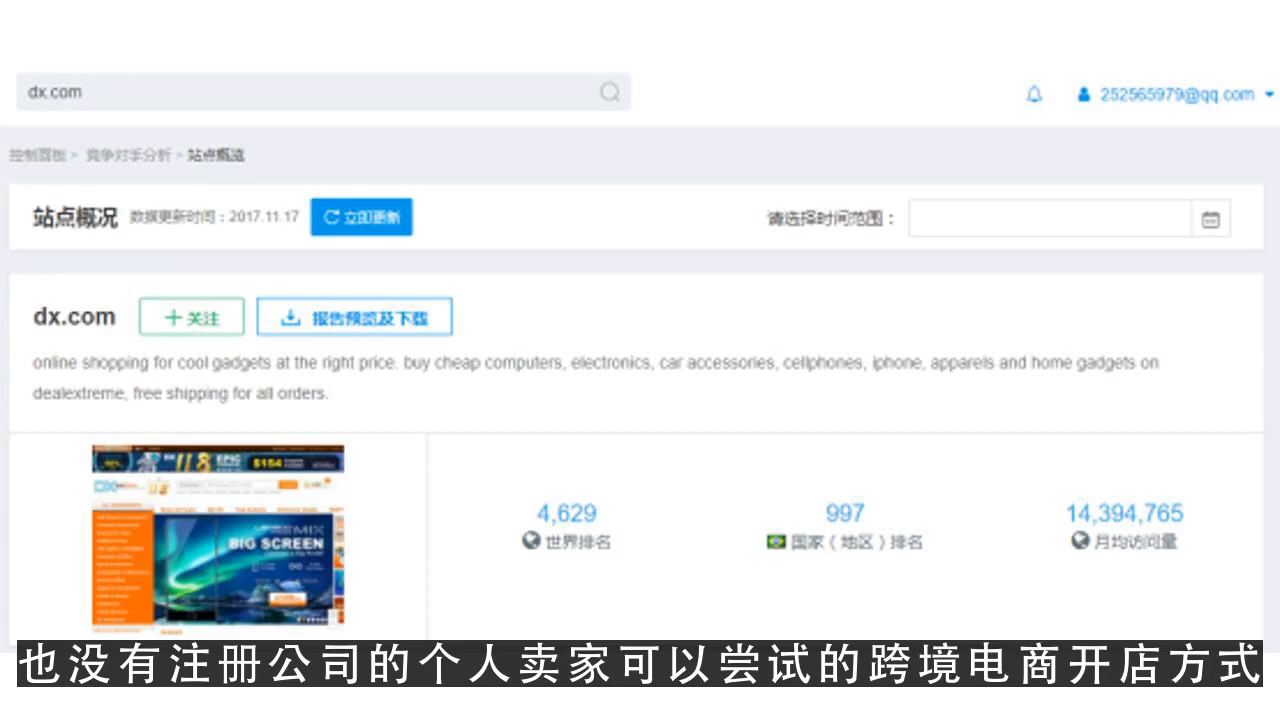 dx.com
252565979@qq.com
控制面板 > 竞争对手分析 > 站点概览
站点概况 数据更新时间：2017.11.17 立即更新 请选择时间范围：
dx.com 关注 报告预览及下载
online shopping for cool gadgets at the right price. buy cheap computers, electronics, car accessories, cellphones, iphone, apparels and home gadgets on
dealextreme, free shipping for all orders.
EPIC
$154
DX
MIX
BIG SCREEN
4,629 997 14,394,765
世界排名 国家（地区）排名 月均访问量
也没有注册公司的个人卖家可以尝试的跨境电商开店方式